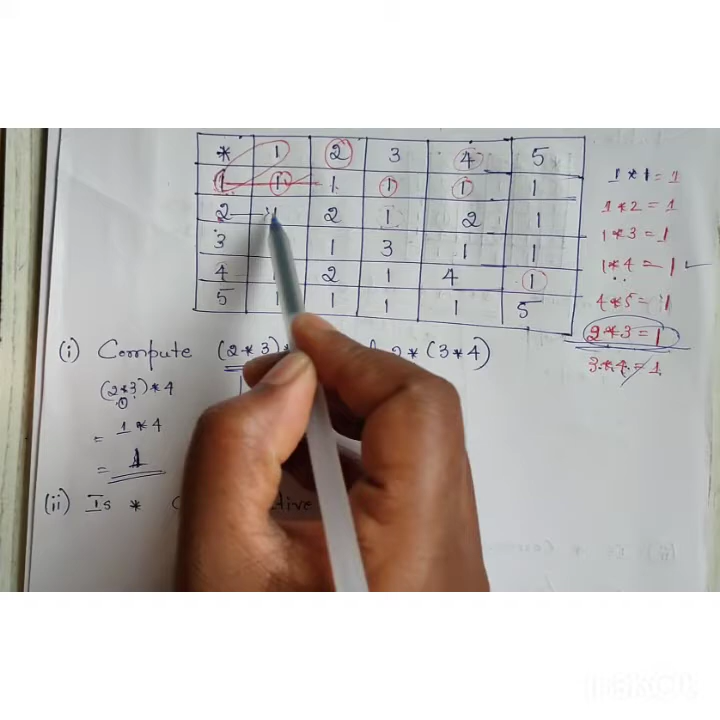 * 1 2 3 4 5
1 1 1 1 1 1
2 1 2 1 2 1
3 1 3 1 1
4 1 2 1 4 1
5 1 1 1 1 5
1 * 1 = 1
1 * 2 = 1
1 * 3 = 1
1 * 4 = 1 ✓
4 * 5 = 1
2 * 3 = 1
3 * 4 = 1
(i) Compute (2 * 3) * 2 * (3 * 4)
(2 * 3) * 4
= 1 * 4
= 1
(ii) Is *